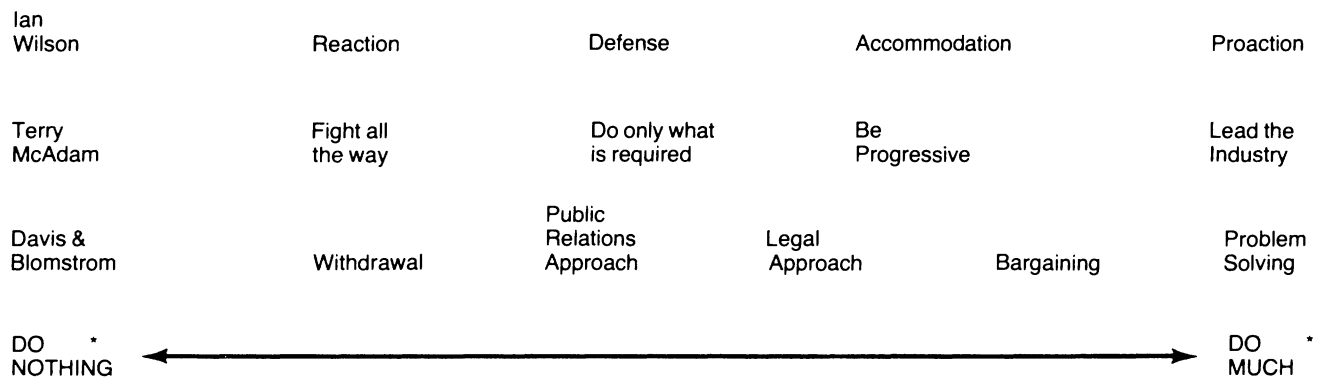 Ian
Wilson Reaction Defense Accommodation Proaction
Terry Fight all Do only what Be Lead the
McAdam the way is required Progressive Industry
Public
Davis & Relations Legal Problem
Blomstrom Withdrawal Approach Approach Bargaining Solving
DO * DO *
NOTHING MUCH